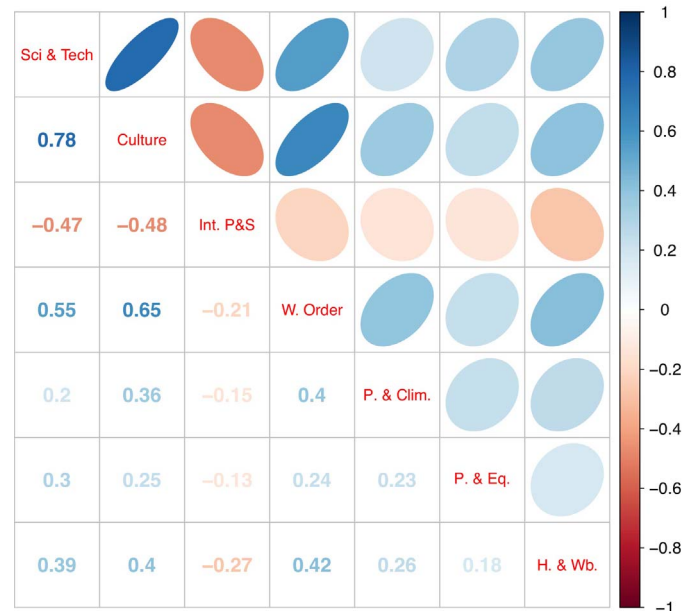 Sci & Tech
0.78 Culture
−0.47 −0.48 Int. P&S
0.55 0.65 −0.21 W. Order
0.2 0.36 −0.15 0.4 P. & Clim.
0.3 0.25 −0.13 0.24 0.23 P. & Eq.
0.39 0.4 −0.27 0.42 0.26 0.18 H. & Wb.
1
0.8
0.6
0.4
0.2
0
−0.2
−0.4
−0.6
−0.8
−1